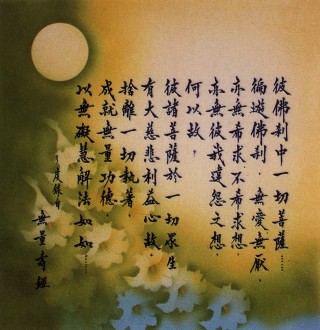 彼佛剎中一切菩薩……
徧遊佛剎，無愛無厭，
亦無希求不希求想，
亦無彼我違怨之想。
何以故，
彼諸菩薩於一切眾生
有大慈悲利益心故，
捨離一切執著，
成就無量功德。
以無礙慧解法如如……
錄自
無量壽經